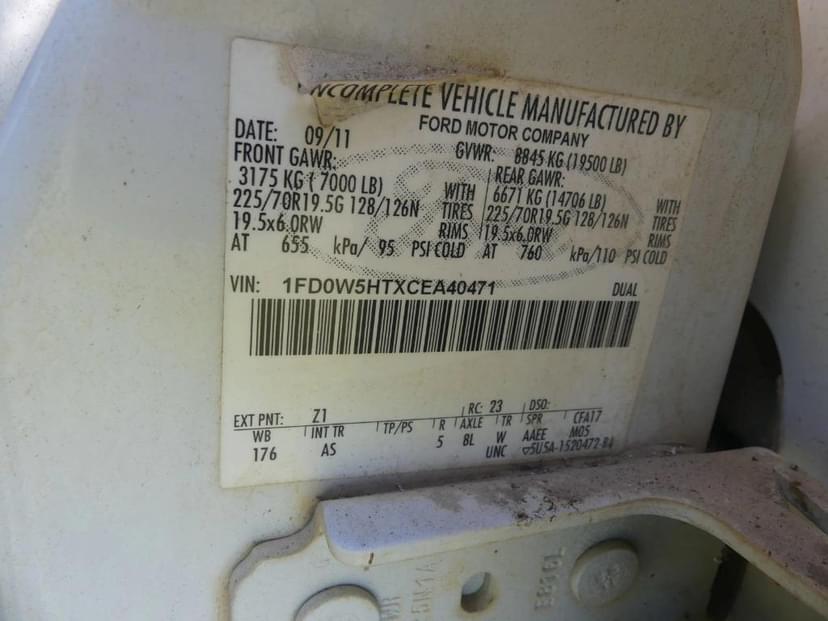 NCOMPLETE VEHICLE MANUFACTURED BY
FORD MOTOR COMPANY
DATE: 09/11 GVWR: 8845 KG (19500 LB)
FRONT GAWR: REAR GAWR:
3175 KG ( 7000 LB) WITH 6671 KG (14706 LB) WITH
225/70R19.5G 128/126N TIRES 225/70R19.5G 128/126N TIRES
19.5x6.0RW RIMS 19.5x6.0RW RIMS
AT 655 kPa/ 95 PSI COLD AT 760 kPa/110 PSI COLD
VIN: 1FD0W5HTXCEA40471 DUAL
EXT PNT: Z1 RC: 23 DSO:
WB INT TR TP/PS R AXLE TR SPR CFA17
176 AS 5 8L W AAEE M05
UNC 5U5A-1520472-BA